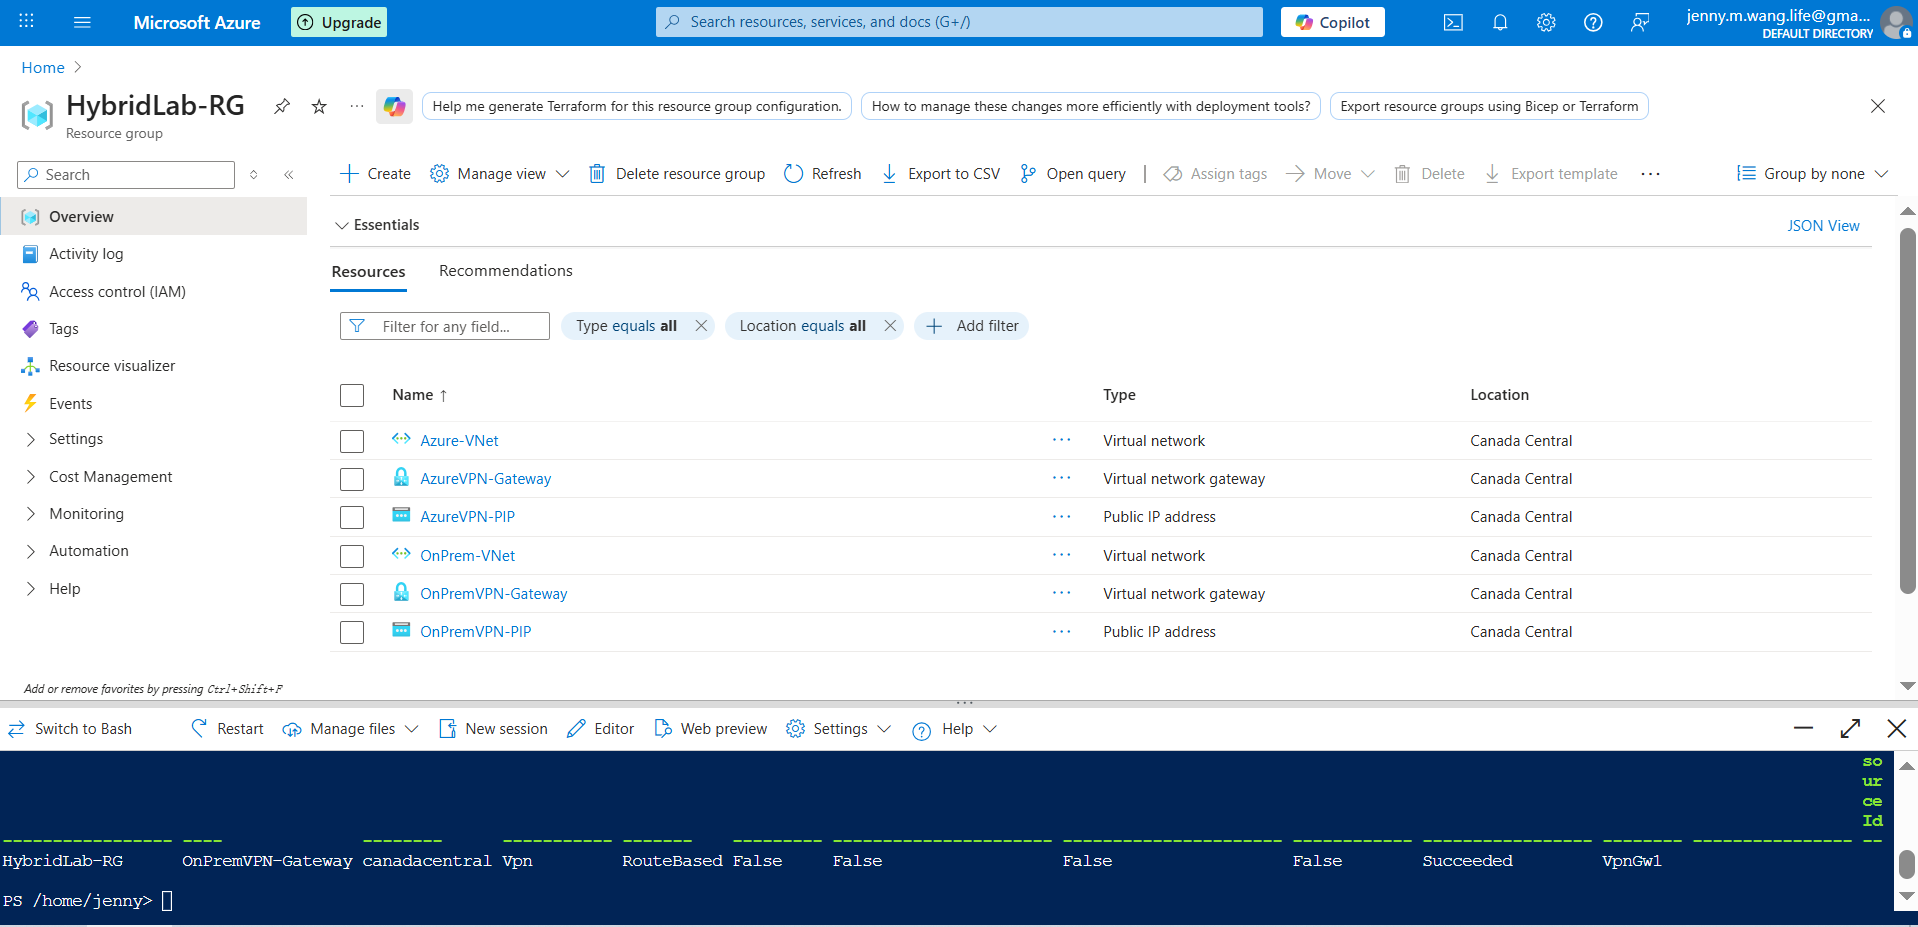 Microsoft Azure
Upgrade
Search resources, services, and docs (G+/)
Copilot
jenny.m.wang.life@gma...
DEFAULT DIRECTORY
Home
HybridLab-RG
Resource group
Help me generate Terraform for this resource group configuration.
How to manage these changes more efficiently with deployment tools?
Export resource groups using Bicep or Terraform
Search
Create
Manage view
Delete resource group
Refresh
Export to CSV
Open query
Assign tags
Move
Delete
Export template
Group by none
Overview
Activity log
Access control (IAM)
Tags
Resource visualizer
Events
Settings
Cost Management
Monitoring
Automation
Help
Add or remove favorites by pressing Ctrl+Shift+F
Essentials
JSON View
Resources
Recommendations
Filter for any field...
Type equals all
Location equals all
Add filter
Name ↑ Type Location
Azure-VNet ... Virtual network Canada Central
AzureVPN-Gateway ... Virtual network gateway Canada Central
AzureVPN-PIP ... Public IP address Canada Central
OnPrem-VNet ... Virtual network Canada Central
OnPremVPN-Gateway ... Virtual network gateway Canada Central
OnPremVPN-PIP ... Public IP address Canada Central
Switch to Bash
Restart
Manage files
New session
Editor
Web preview
Settings
Help
so
ur
ce
Id
----------------- ---- -------- ----------- ------- --------- ---------------------- ---------------------- ------------ ----------------- -------- ---------------- --
HybridLab-RG OnPremVPN-Gateway canadacentral Vpn RouteBased False False False False Succeeded VpnGw1
PS /home/jenny>